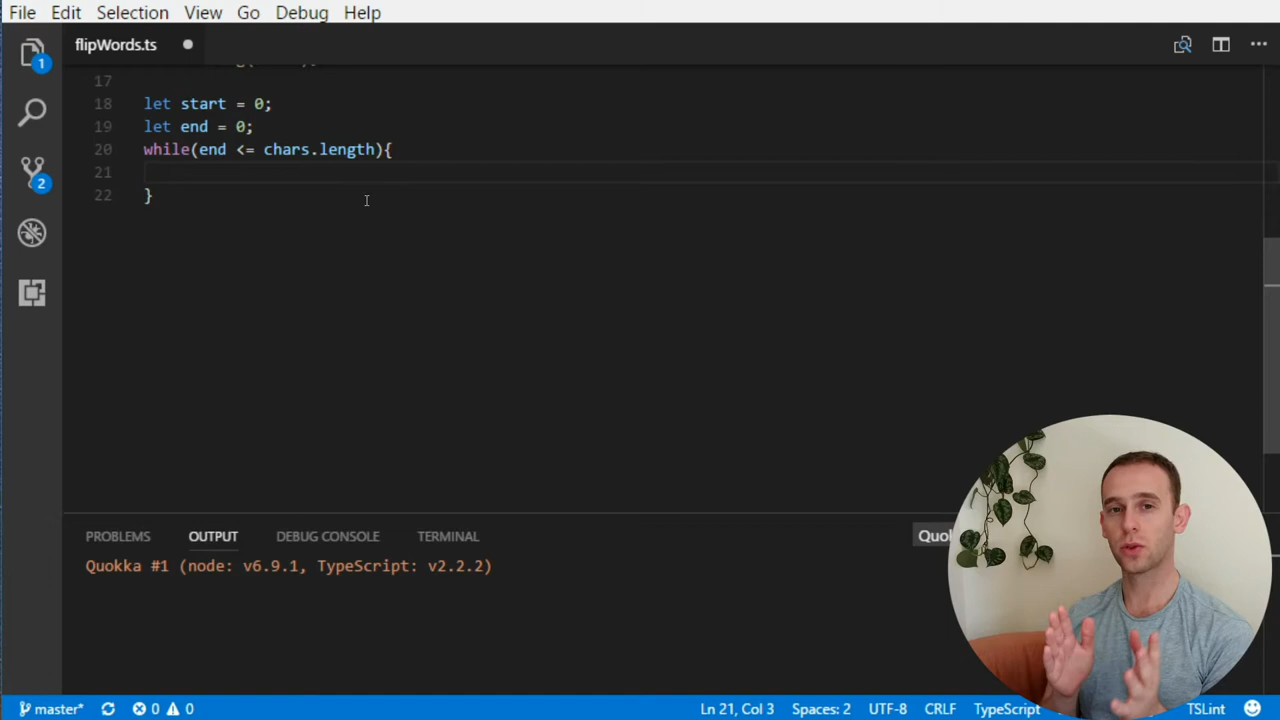 File Edit Selection View Go Debug Help
flipWords.ts
1
17
18 let start = 0;
19 let end = 0;
20 while(end <= chars.length){
21
22 }
2
PROBLEMS OUTPUT DEBUG CONSOLE TERMINAL
Quokka #1 (node: v6.9.1, TypeScript: v2.2.2)
master* 0 0 Ln 21, Col 3 Spaces: 2 UTF-8 CRLF TypeScript TSLint